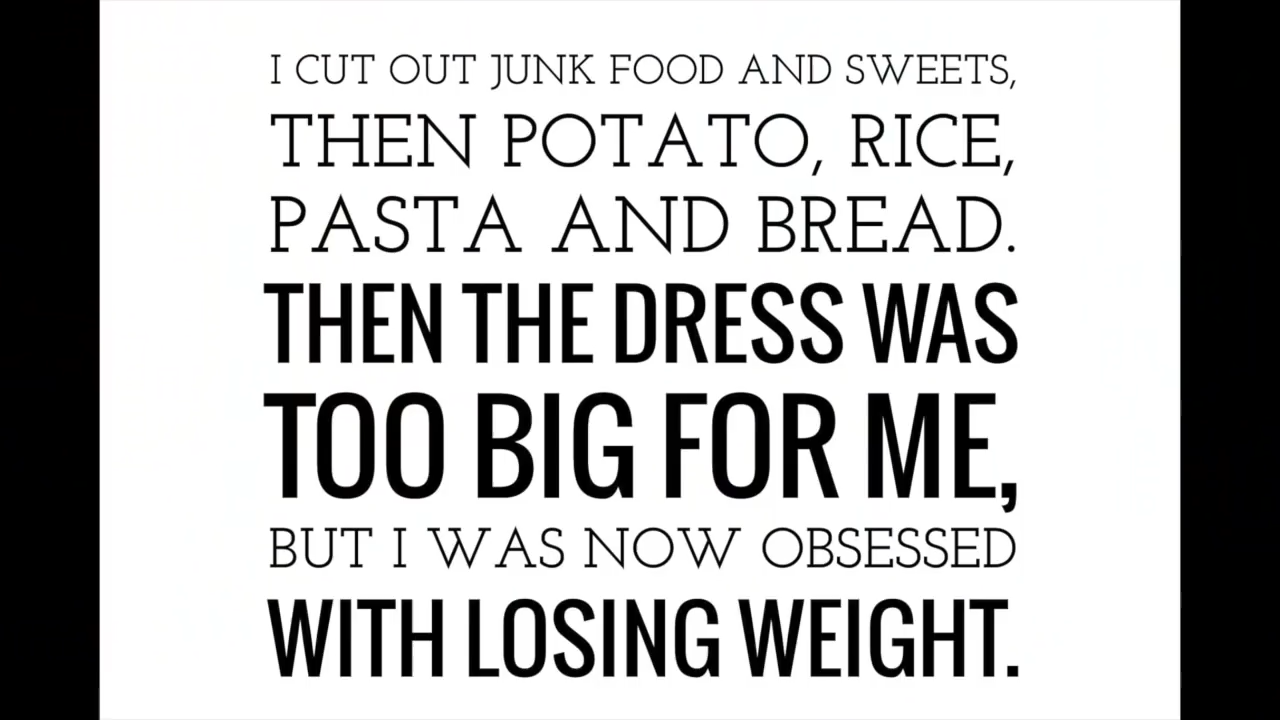 I CUT OUT JUNK FOOD AND SWEETS,
THEN POTATO, RICE,
PASTA AND BREAD.
THEN THE DRESS WAS
TOO BIG FOR ME,
BUT I WAS NOW OBSESSED
WITH LOSING WEIGHT.